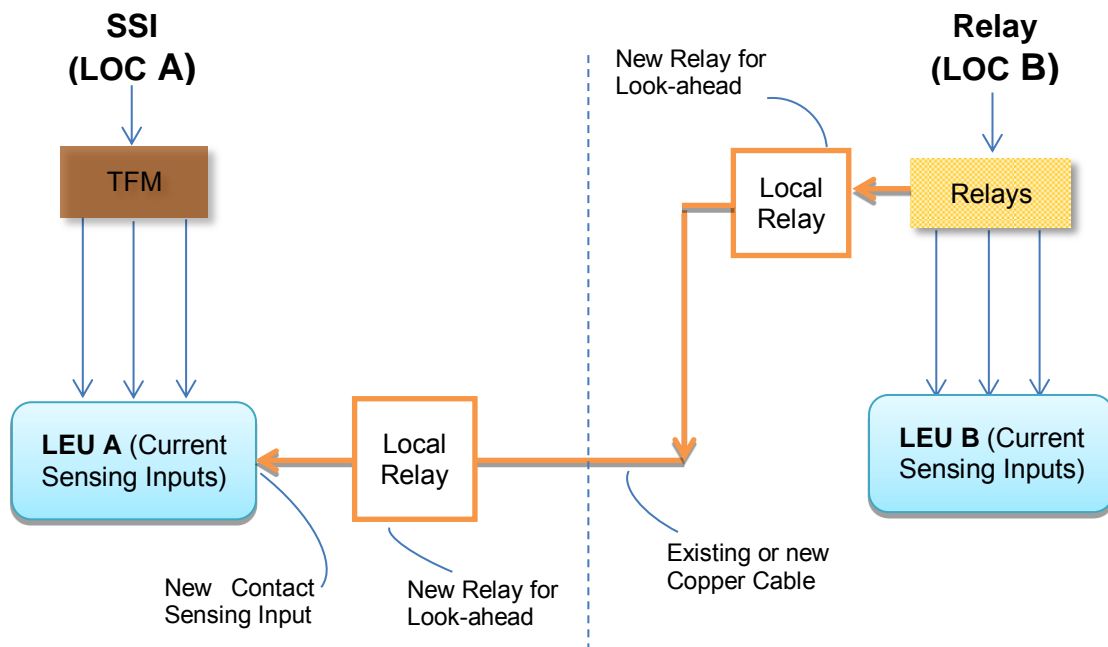 SSI
(LOC A)
TFM
LEU A (Current
Sensing Inputs)
New Contact
Sensing Input
Local
Relay
New Relay for
Look-ahead
New Relay for
Look-ahead
Local
Relay
Existing or new
Copper Cable
Relay
(LOC B)
Relays
LEU B (Current
Sensing Inputs)